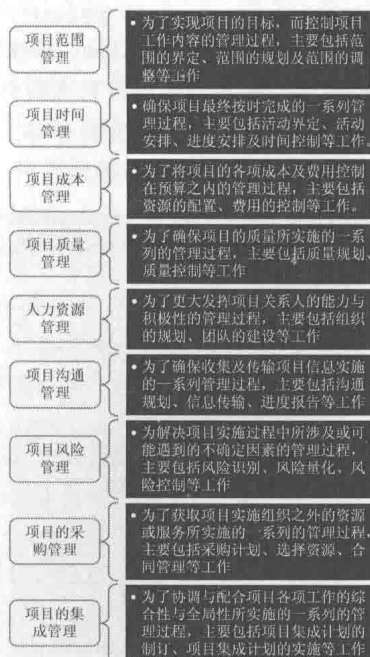 项目范围
管理
• 为了实现项目的目标，而控制项目
工作内容的管理过程，主要包括范
围的界定、范围的规划及范围的调
整等工作
项目时间
管理
• 确保项目最终按时完成的一系列管
理过程，主要包括活动界定、活动
安排、进度安排及时间控制等工作。
项目成本
管理
• 为了将项目的各项成本及费用控制
在预算之内的管理过程，主要包括
资源的配置、费用的控制等工作。
项目质量
管理
• 为了确保项目的质量所实施的一系
列的管理过程，主要包括质量规划、
质量控制等工作
人力资源
管理
• 为了更大发挥项目关系人的能力与
积极性的管理过程，主要包括组织
的规划、团队的建设等工作
项目沟通
管理
• 为了确保收集及传输项目信息实施
的一系列管理过程，主要包括沟通
规划、信息传输、进度报告等工作
项目风险
管理
• 为解决项目实施过程中所涉及或可
能遇到的不确定因素的管理过程，
主要包括风险识别、风险量化、风
险控制等工作
项目的采
购管理
• 为了获取项目实施组织之外的资源
或服务所实施的一系列的管理过程，
主要包括采购计划、选择资源、合
同管理等工作
项目的集
成管理
• 为了协调与配合项目各项工作的综
合性与全局性所实施的一系列的管
理过程，主要包括项目集成计划的
制订、项目集成计划的实施等工作